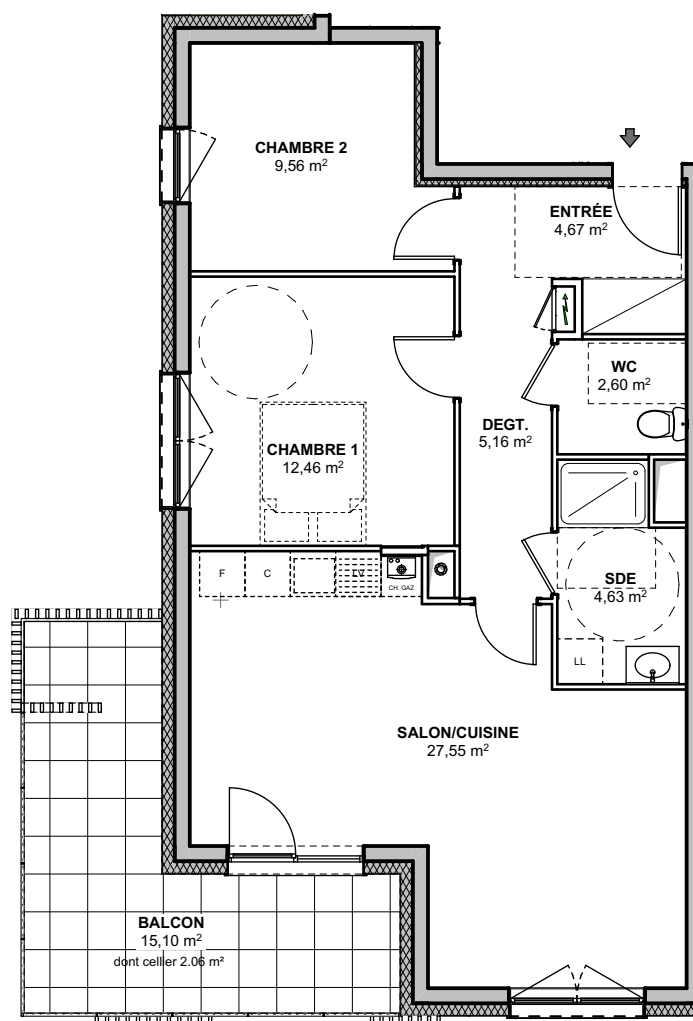 CHAMBRE 2
9,56 m²
ENTRÉE
4,67 m²
WC
2,60 m²
DEGT.
5,16 m²
CHAMBRE 1
12,46 m²
F
C
LV
CH. GAZ
SDE
4,63 m²
LL
SALON/CUISINE
27,55 m²
BALCON
15,10 m²
dont cellier 2.06 m²